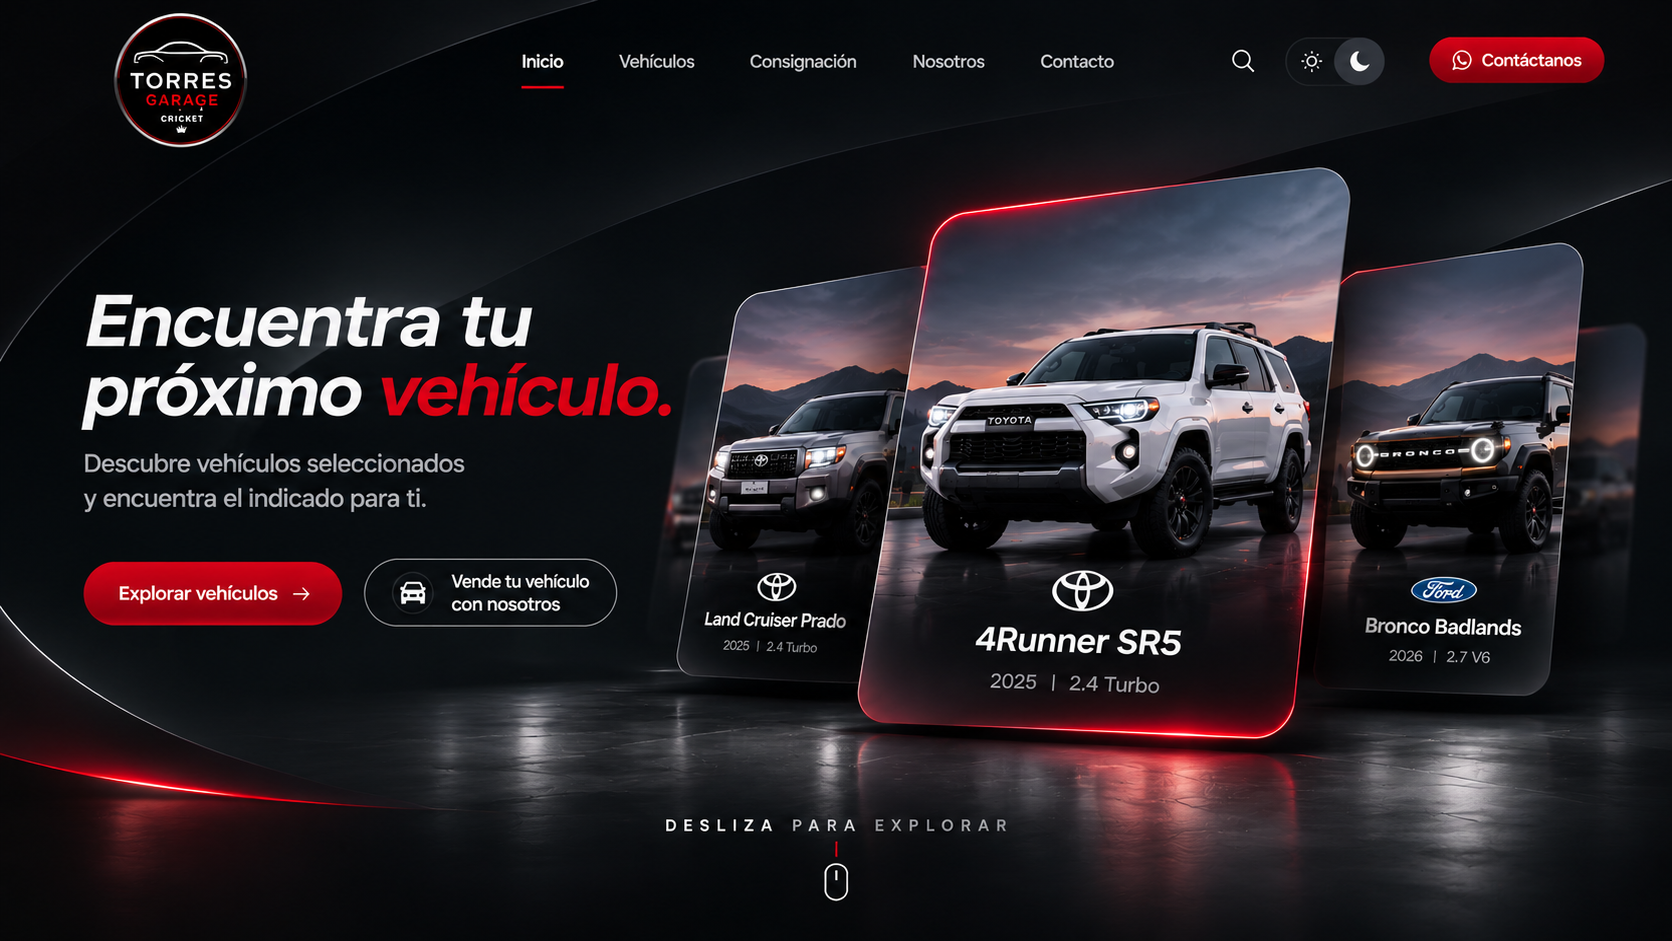 TORRES
GARAGE
CRICKET
Inicio
Vehículos
Consignación
Nosotros
Contacto
Contáctanos
Encuentra tu
próximo vehículo.
Descubre vehículos seleccionados
y encuentra el indicado para ti.
Explorar vehículos
Vende tu vehículo
con nosotros
Land Cruiser Prado
2025 | 2.4 Turbo
TOYOTA
4Runner SR5
2025 | 2.4 Turbo
BRONCO
Ford
Bronco Badlands
2026 | 2.7 V6
DESLIZA PARA EXPLORAR